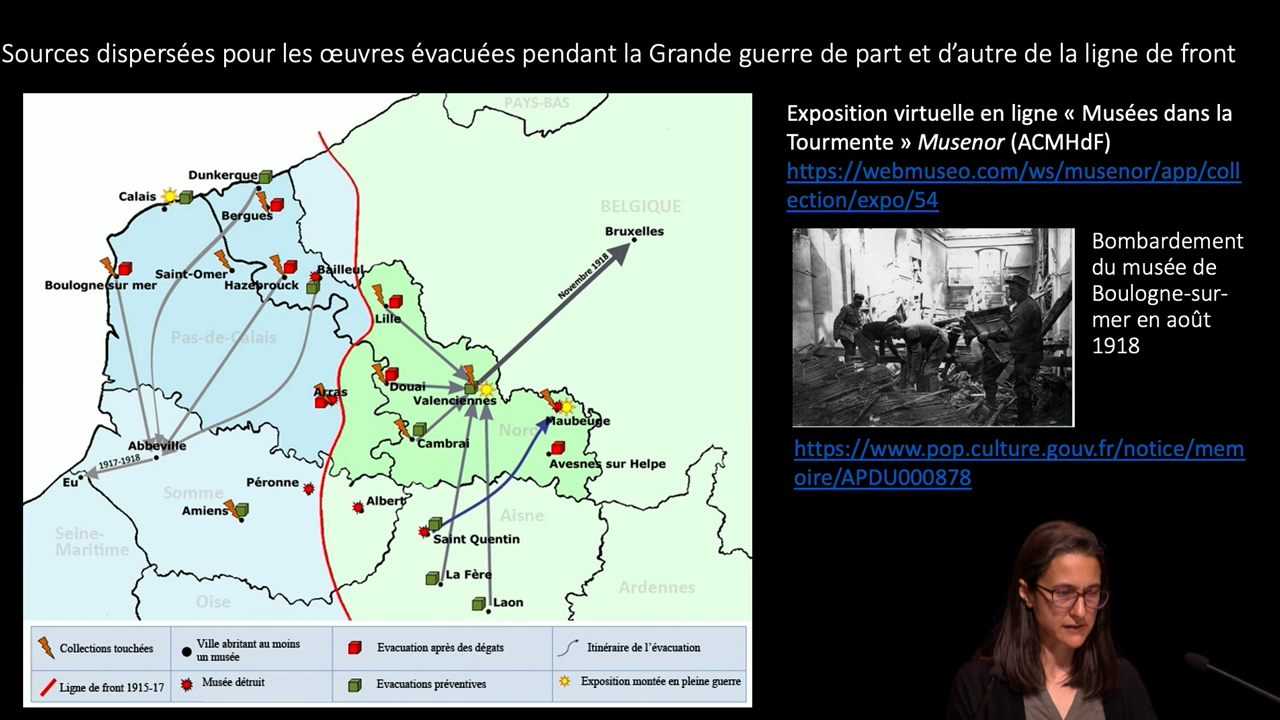 Sources dispersées pour les œuvres évacuées pendant la Grande guerre de part et d’autre de la ligne de front
PAYS-BAS
Dunkerque
Calais
Bergues
BELGIQUE
Bruxelles
Novembre 1918
Saint-Omer
Bailleul
Boulogne sur mer
Hazebrouck
Lille
Pas-de-Calais
Arras
Douai
Valenciennes
Maubeuge
Nord
Cambrai
Abbeville
1917-1918
Avesnes sur Helpe
Eu
Péronne
Somme
Albert
Amiens
Aisne
Seine-
Maritime
Saint Quentin
La Fère
Ardennes
Oise
Laon
Collections touchées
Ville abritant au moins
un musée
Evacuation après des dégats
Itinéraire de l’évacuation
Ligne de front 1915-17
Musée détruit
Evacuations préventives
Exposition montée en pleine guerre
Exposition virtuelle en ligne « Musées dans la
Tourmente » Musenor (ACMHdF)
https://webmuseo.com/ws/musenor/app/coll
ection/expo/54
Bombardement
du musée de
Boulogne-sur-
mer en août
1918
https://www.pop.culture.gouv.fr/notice/mem
oire/APDU000878